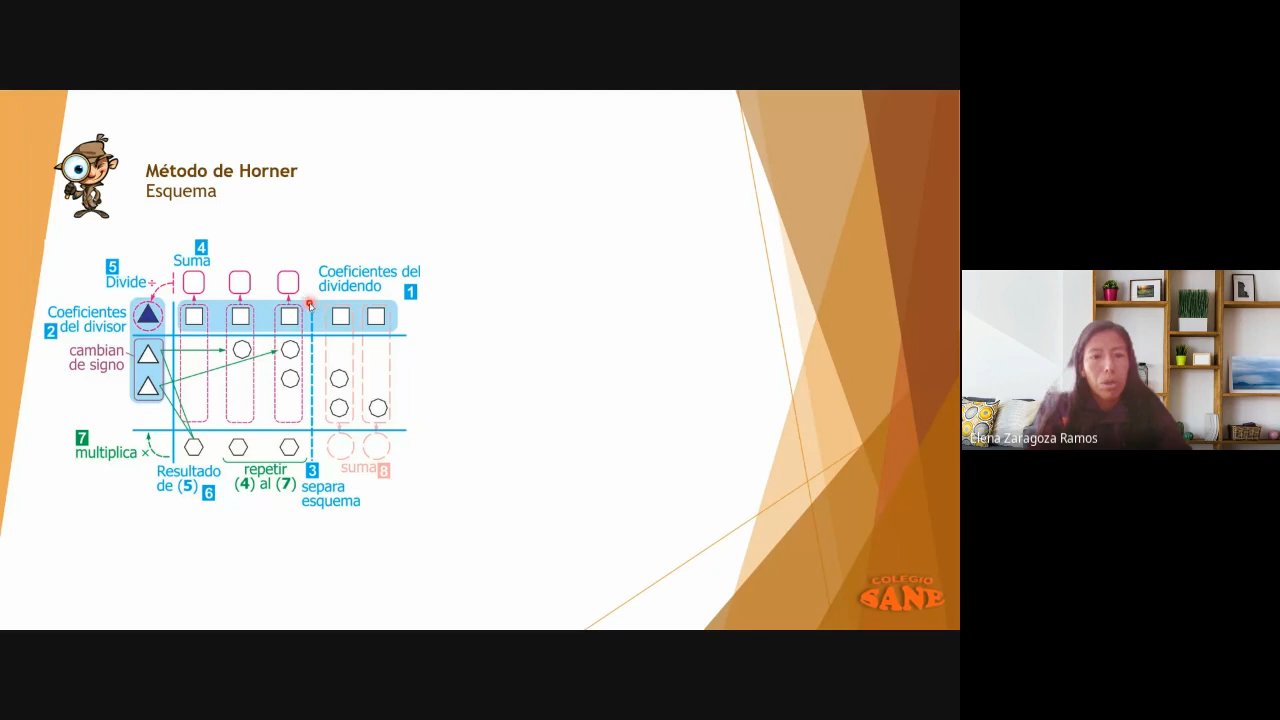 Método de Horner
Esquema
4
Suma
5
Divide ÷
Coeficientes del
dividendo
1
Coeficientes
2 del divisor
cambian
de signo
7
multiplica ×
Resultado
de (5) 6
repetir
(4) al (7)
3
separa
esquema
suma 8
COLEGIO
SANE
Elena Zaragoza Ramos